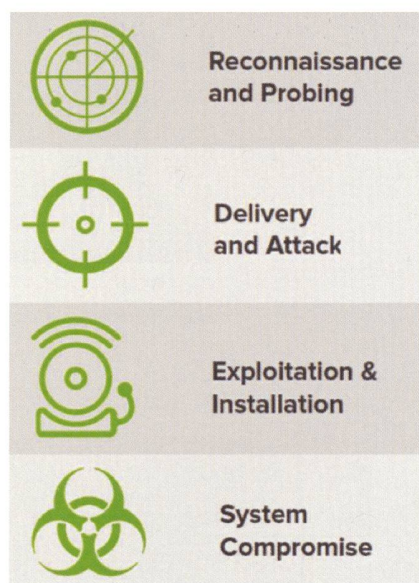 Reconnaissance
and Probing
Delivery
and Attack
Exploitation &
Installation
System
Compromise